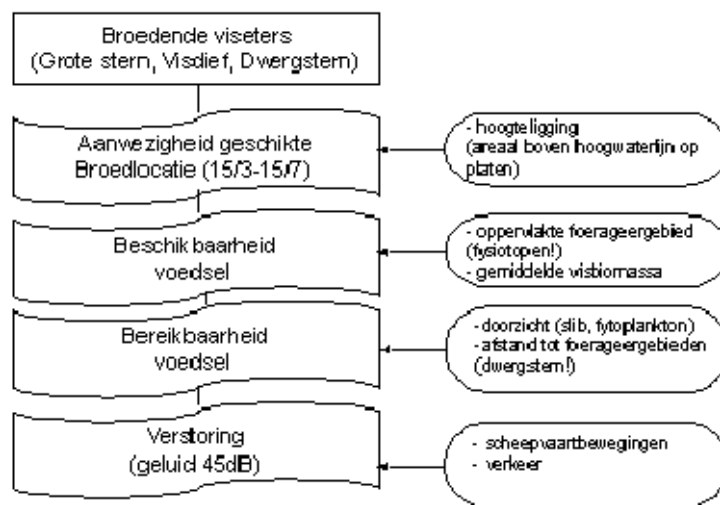 Broedende viseters
(Grote stern, Visdief, Dwergstern)
Aanwezigheid geschikte
Broedlocatie (15/3-15/7)
- hoogteligging
(areaal boven hoogwaterlijn op
platen)
Beschikbaarheid
voedsel
- oppervlakte foerageergebied
(fysiotopen!)
- gemiddelde visbiomassa
Bereikbaarheid
voedsel
- doorzicht (slib, fytoplankton)
- afstand tot foerageergebieden
(dwergstern!)
Verstoring
(geluid 45dB)
- scheepvaartbewegingen
- verkeer